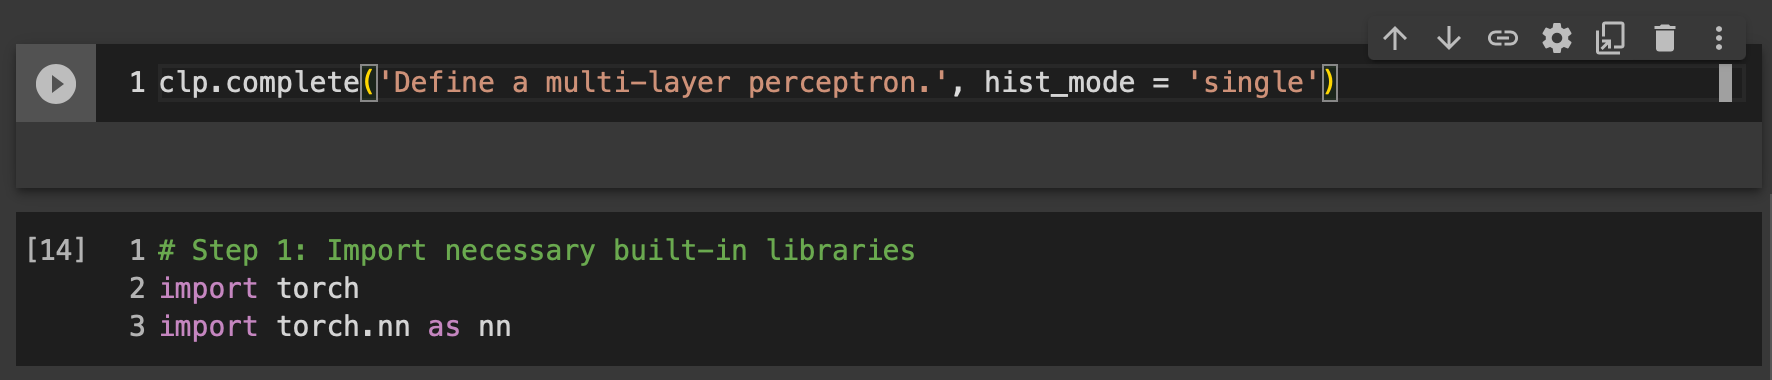 1 clp.complete('Define a multi-layer perceptron.', hist_mode = 'single')
[14] 1 # Step 1: Import necessary built-in libraries
2 import torch
3 import torch.nn as nn